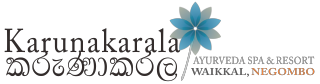 Karunakarala
කරුණාකරල
AYURVEDA SPA & RESORT
WAIKKAL, NEGOMBO